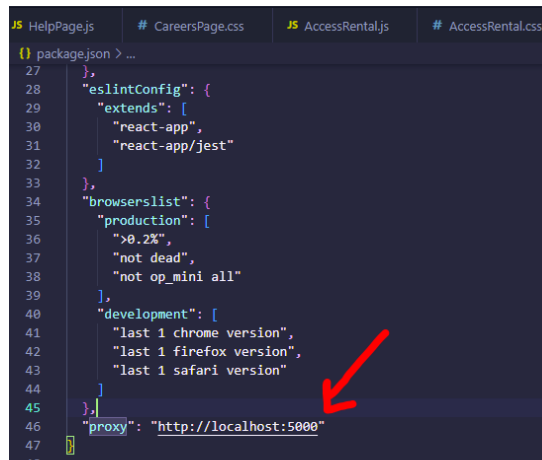 JS HelpPage.js # CareersPage.css JS AccessRental.js # AccessRental.css
{} package.json > ...
27 },
28 "eslintConfig": {
29 "extends": [
30 "react-app",
31 "react-app/jest"
32 ]
33 },
34 "browserslist": {
35 "production": [
36 ">0.2%",
37 "not dead",
38 "not op_mini all"
39 ],
40 "development": [
41 "last 1 chrome version",
42 "last 1 firefox version",
43 "last 1 safari version"
44 ]
45 },
46 "proxy": "http://localhost:5000"
47 }